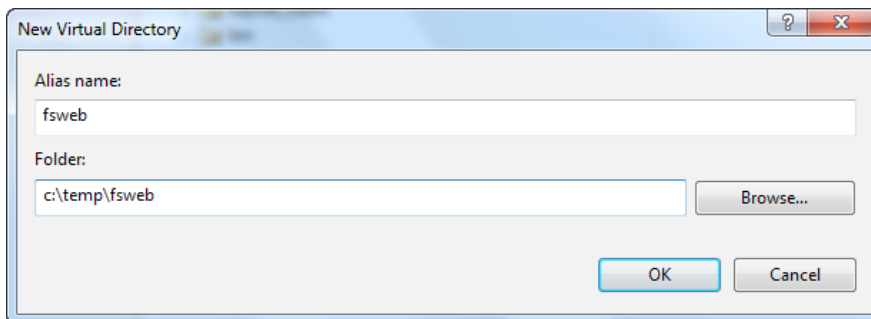 New Virtual Directory
Alias name:
fsweb
Folder:
c:\temp\fsweb
Browse...
OK
Cancel